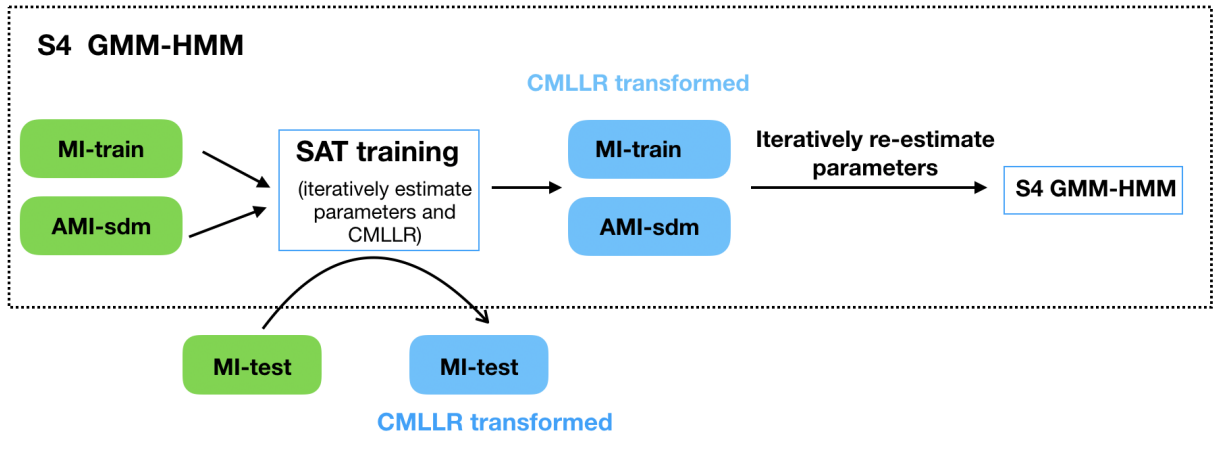 S4 GMM-HMM
CMLLR transformed
MI-train
AMI-sdm
SAT training
(iteratively estimate
parameters and
CMLLR)
MI-train
AMI-sdm
Iteratively re-estimate
parameters
S4 GMM-HMM
MI-test
MI-test
CMLLR transformed